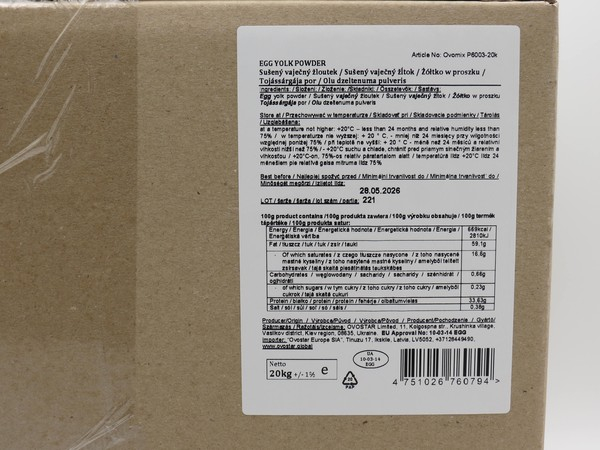 Article No: Ovomix P6003-20k
EGG YOLK POWDER
Sušený vaječný žloutek / Sušený vaječný žĺtok / Żółtko w proszku /
Tojássárgája por / Olu dzeltenuma pulveris
Ingredients: / Složení: / Zloženie: /Składniki: / Összetevők: / Sastāvs:
Egg yolk powder / Sušený vaječný žloutek / Sušený vaječný žĺtok / Żółtko w proszku
Tojássárgája por / Olu dzeltenuma pulveris
Store at / Przechowywać w temperaturze / Skladovať pri / Skladování podmienky / Tárolás
/ Uzglabāšana:
at a temperature not higher: +20°C – less than 24 months and relative humidity less than
75% / w temperaturze nie wyższej: + 20 ° C, - mniej niż 24 miesięcy przy wilgotności
względnej poniżej 75% / při teplotě ne vyšší: + 20 ° C - méně než 24 měsíců a relativní
vlhkosti nižší než 75% / - +20°C suchu a chlade, chrániť pred priamym slnečným žiarením a
vlhkosťou / +20°C-on, 75%-os relatív páratartalom alatt / temperatūrā līdz +20°C līdz 24
mēnešiem pie relatīvā gaisa mitruma līdz 75%
Best before / Najlepiej spożyć przed / Minimální trvanlivost do / Minimálna trvanlivosť do /
Minőségét megőrzi / Izlietot līdz:
28.05.2026
LOT / šarže / šarža / lot szám / partia: 221
100g product contains /100g produktu zawiera / 100g výrobku obsahuje / 100g termék
tápértéke / 100g produkta satur:
Energy / Energia / Energetická hodnota / Energetická hodnota / Energia /
Enerģētiskā vērtība
669kcal /
2810kJ
Fat / tłuszcz / tuk / tuk / zsír / tauki
59,1g
- Of which saturates / z czego tłuszcze nasycone / z toho nasycené
mastné kyseliny / z toho nasýtené mastné kyseliny / amelyből telített
zsírsavak / tajā skaitā piesātinātās taukskābes
16,6g
Carbohydrates / węglowodany / sacharidy / sacharidy / szénhidrát /
ogļhidrāti
0,66g
- of which sugars / w tym cukry / z toho cukry / z toho cukry / amelyből
cukrok / tajā skaitā cukuri
0,23g
Protein / białko / protein / proteín / fehérje / olbaltumvielas
33,63g
Salt / sól / sůl / soľ / só / sāls /
0,38g
Producer/Origin / Výrobce/Původ / Výrobca/Pôvod / Producent/Pochodzenie / Gyártó/
Származás / Ražotājs/Izcelsme: OVOSTAR LIMITED, 11, Kolgospna str., Krushinka village,
Vasilkov district, Kiev region, 08635, Ukraine. EU Approval No: 10-03-14 EGG
Importer: "Ovostar Europe SIA", Tinuzu 17, Ikskile, Latvia, LV5052, +37126449490.
www.ovostar.global
Netto
20kg +/- 1% e
UA
10-03-14
EGG
PAP
4 751026 760794 >